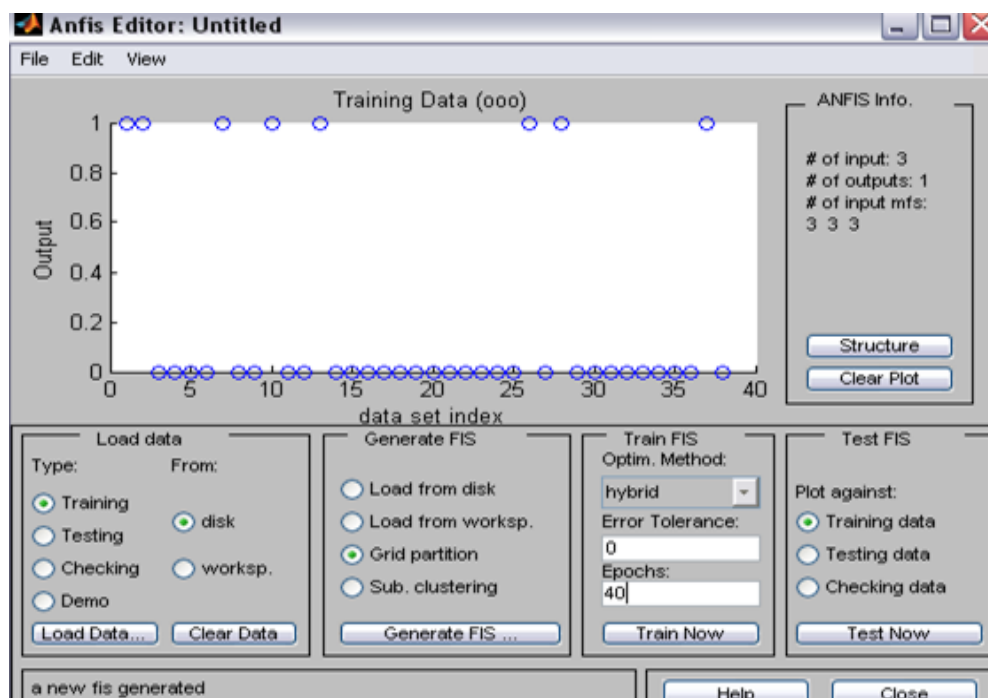 Anfis Editor: Untitled
File Edit View
Training Data (ooo)
1
0.8
0.6
0.4
0.2
0
Output
0 5 10 15 20 25 30 35 40
data set index
ANFIS Info.
# of input: 3
# of outputs: 1
# of input mfs:
3 3 3
Structure
Clear Plot
Load data
Type: From:
Training
Testing
Checking
Demo
disk
worksp.
Load Data... Clear Data
Generate FIS
Load from disk
Load from worksp.
Grid partition
Sub. clustering
Generate FIS ...
Train FIS
Optim. Method:
hybrid
Error Tolerance:
0
Epochs:
40
Train Now
Test FIS
Plot against:
Training data
Testing data
Checking data
Test Now
a new fis generated
Help Close